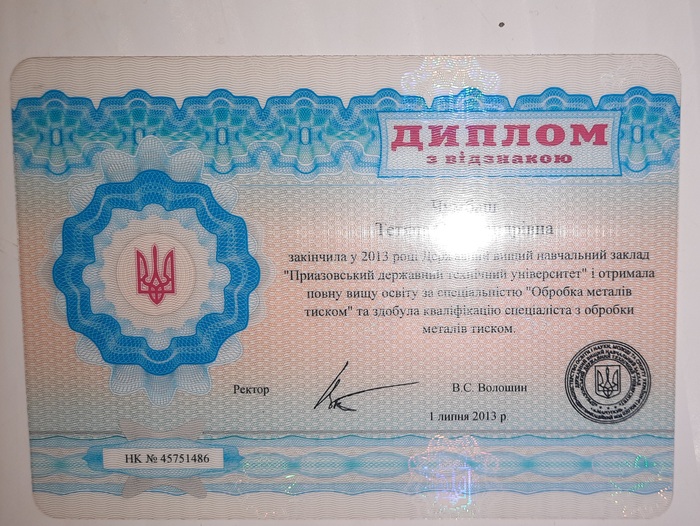 ДИПЛОМ
з відзнакою
закінчила у 2013 році Державний вищий навчальний заклад
"Приазовський державний технічний університет" і отримала
повну вищу освіту за спеціальністю "Обробка металів
тиском" та здобула кваліфікацію спеціаліста з обробки
металів тиском.
Ректор
В.С. Волошин
1 липня 2013 р
НК № 45751486